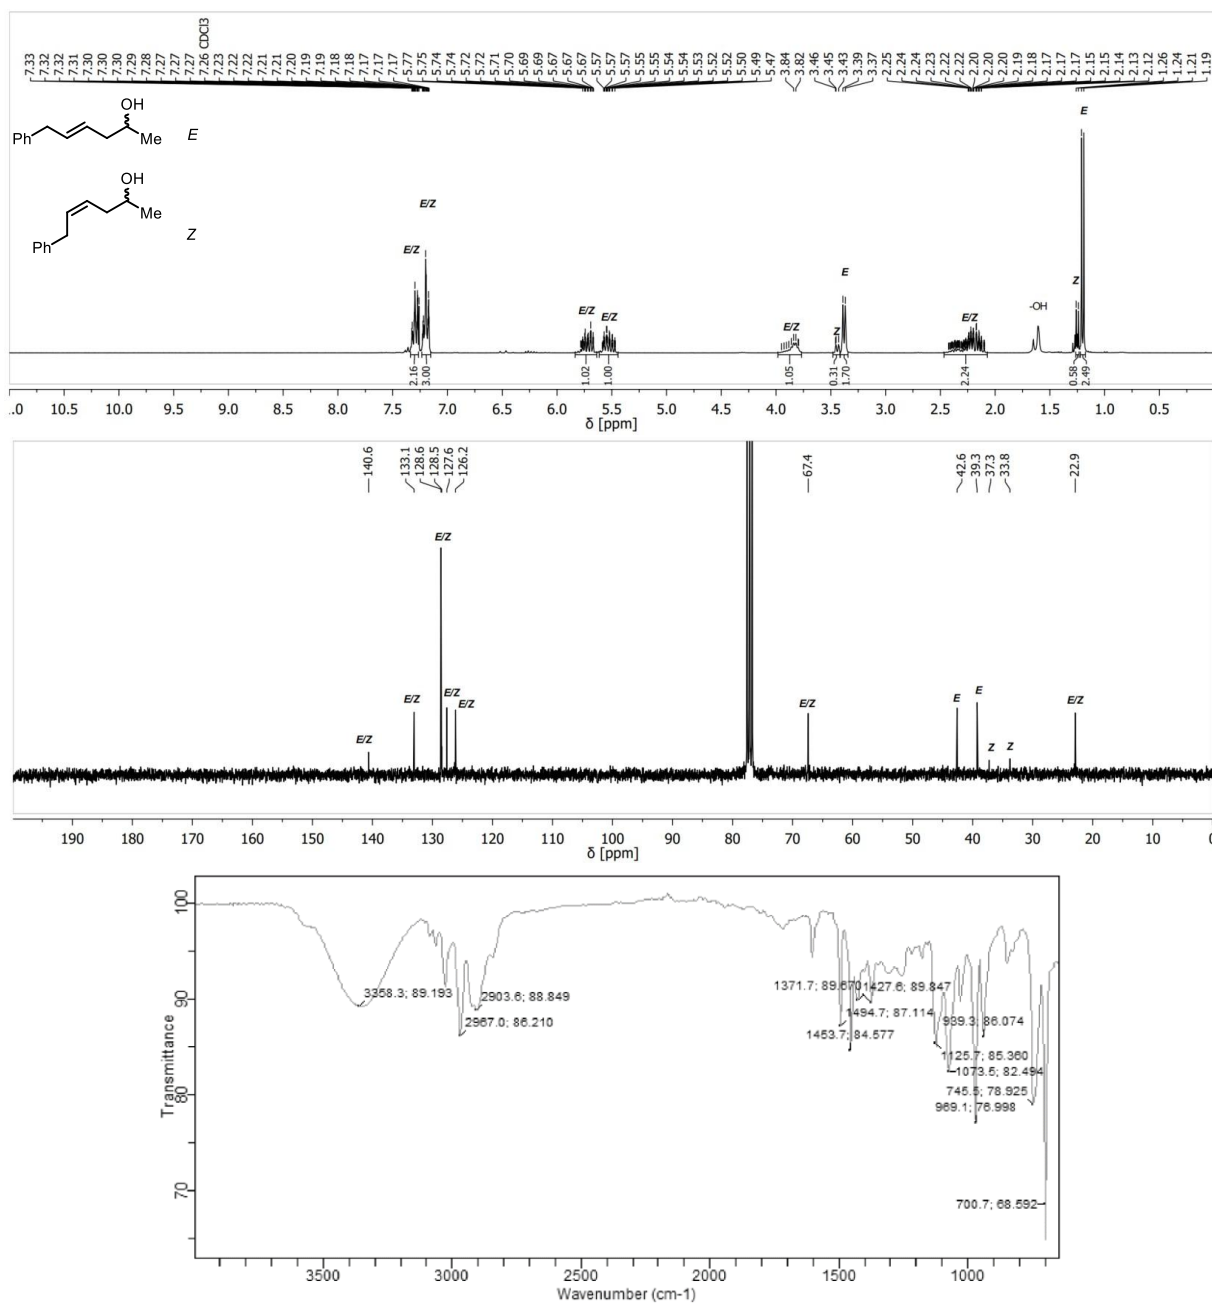 7.33 7.32 7.32 7.31 7.30 7.30 7.30 7.29 7.28 7.27 7.27 7.27 7.26 CDCl3 7.23 7.22 7.22 7.21 7.21 7.20 7.19 7.19 7.18 7.18 7.17 7.17 7.17 5.77 5.75 5.74 5.74 5.72 5.72 5.71 5.70 5.69 5.69 5.67 5.67 5.67 5.57 5.57 5.57 5.55 5.55 5.54 5.54 5.53 5.52 5.52 5.50 5.49 5.47 3.84 3.82 3.46 3.45 3.43 3.39 3.37 2.25 2.24 2.24 2.23 2.22 2.22 2.20 2.20 2.20 2.19 2.18 2.17 2.17 2.17 2.15 2.15 2.14 2.13 2.12 1.26 1.24 1.21 1.19
OH
Ph
Me
E
OH
Me
Ph
Z
E/Z
E/Z
E/Z
E/Z
E/Z
Z
E
E/Z
-OH
Z
E
2.16 3.00 1.02 1.00 1.05 0.31 1.70 2.24 0.58 2.49
.0 10.5 10.0 9.5 9.0 8.5 8.0 7.5 7.0 6.5 6.0 5.5 5.0 4.5 4.0 3.5 3.0 2.5 2.0 1.5 1.0 0.5
δ [ppm]
140.6 133.1 128.6 128.5 127.6 126.2 67.4 42.6 39.3 37.3 33.8 22.9
E/Z
E/Z
E/Z
E/Z
E/Z
E/Z
E
E
Z
Z
E/Z
190 180 170 160 150 140 130 120 110 100 90 80 70 60 50 40 30 20 10 0
δ [ppm]
100
90
80
70
Transmittance
3358.3; 89.193
2903.6; 88.849
2967.0; 86.210
1371.7; 89.670
1427.6; 89.847
1494.7; 87.114
1453.7; 84.577
939.3; 86.074
1125.7; 85.360
1073.5; 82.494
745.5; 78.925
969.1; 76.998
700.7; 68.592
3500 3000 2500 2000 1500 1000
Wavenumber (cm-1)